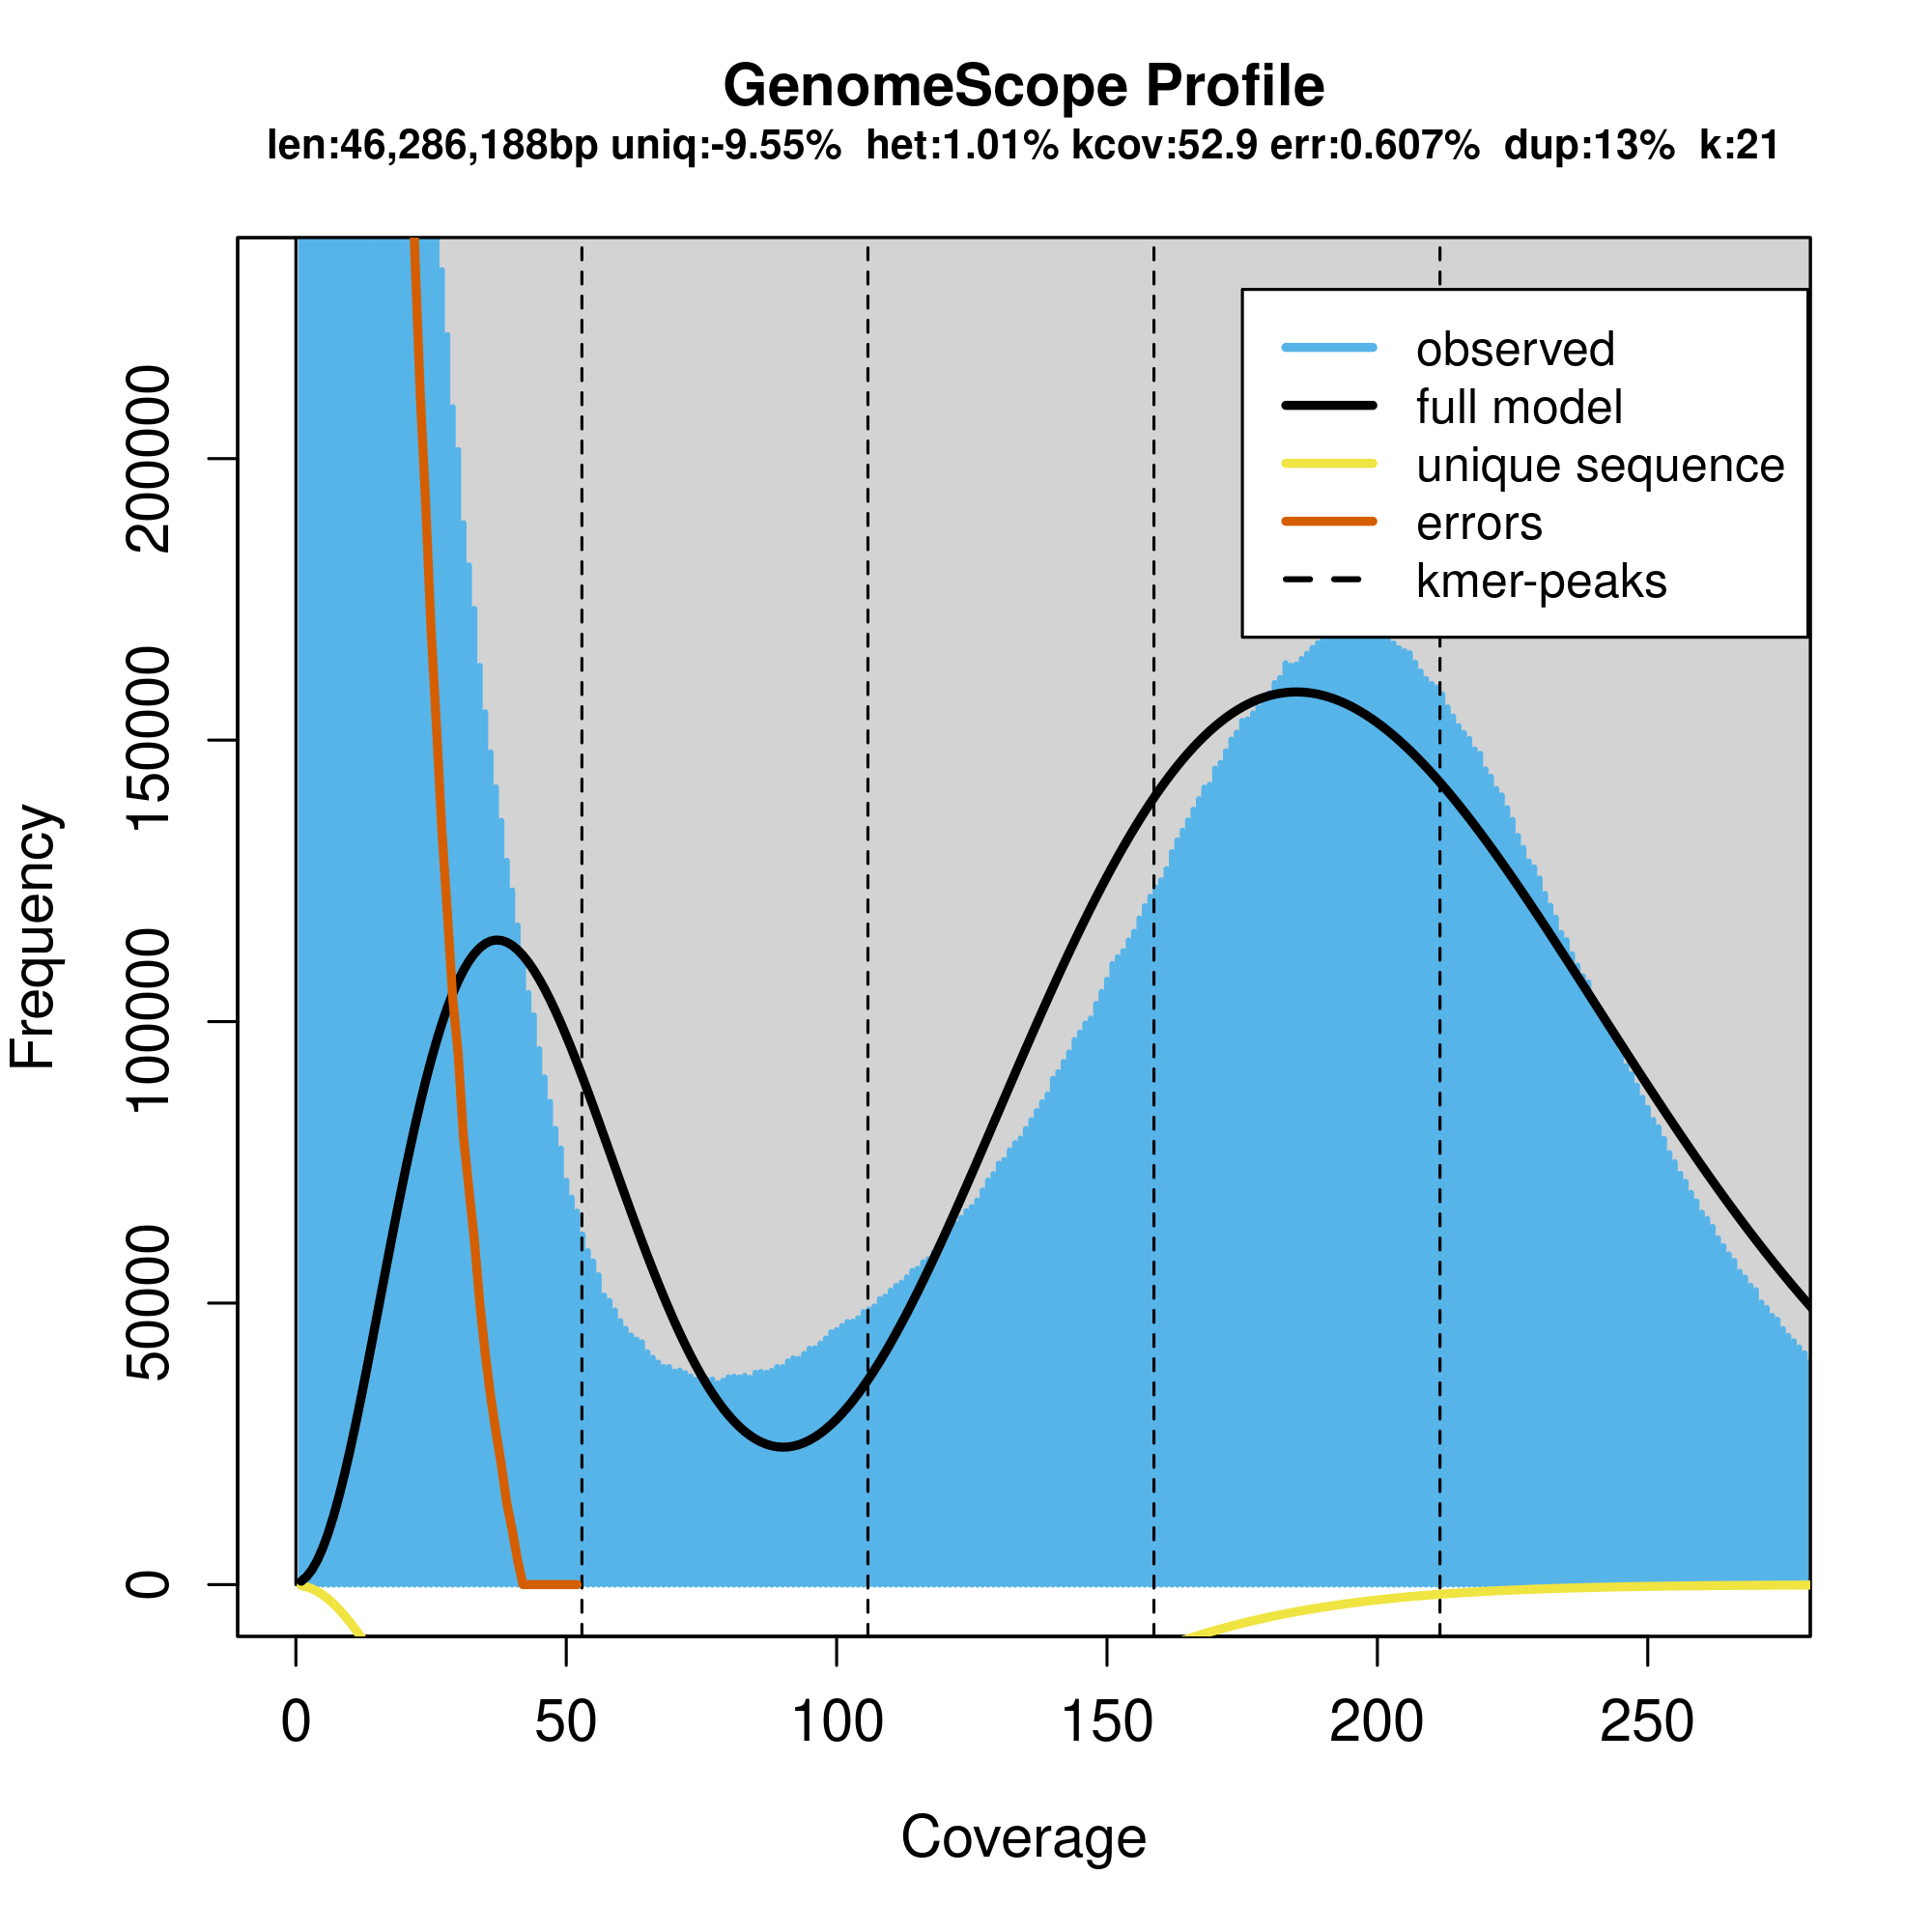 GenomeScope Profile
len:46,286,188bp uniq:-9.55% het:1.01% kcov:52.9 err:0.607% dup:13% k:21
observed
full model
unique sequence
errors
kmer-peaks
Frequency
200000
150000
100000
50000
0
0 50 100 150 200 250
Coverage